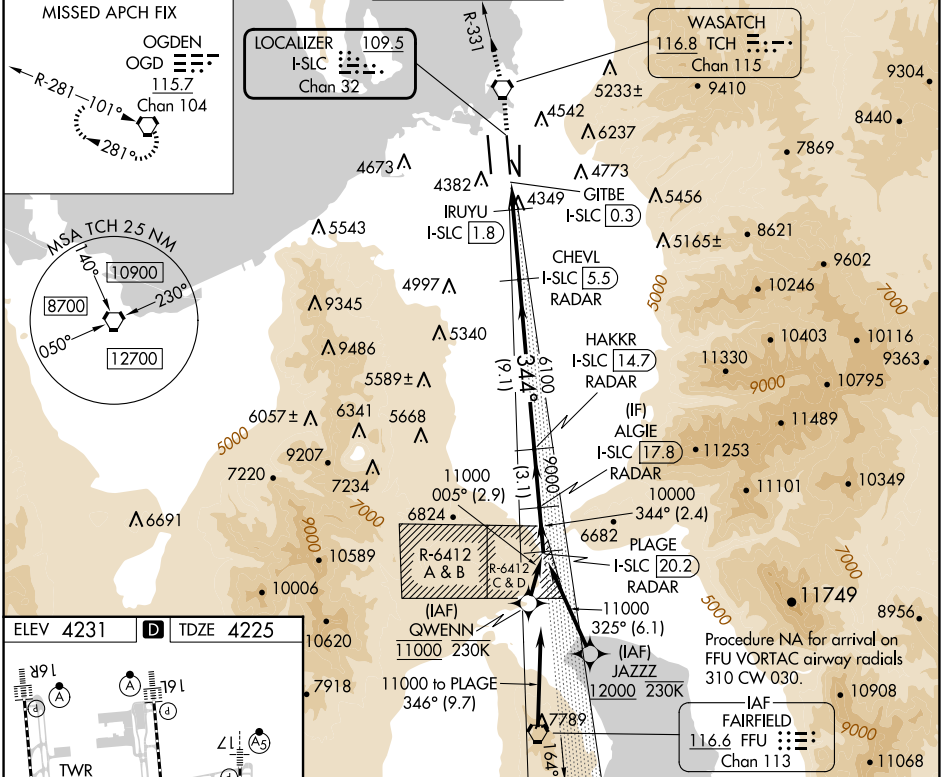 MISSED APCH FIX
OGDEN
OGD
115.7
Chan 104
R-281
101°
281°
LOCALIZER 109.5
I-SLC
Chan 32
R-331
WASATCH
116.8 TCH
Chan 115
5233±
9410
9304
4542
6237
8440
7869
4673
4382
4773
4349
GITBE
I-SLC 0.3
5456
IRUYU
I-SLC 1.8
5543
5165±
8621
MSA TCH 25 NM
140°
10900
8700
230°
050°
12700
CHEVL
I-SLC 5.5
RADAR
4997
5000
9602
10246
7000
9345
5340
9486
HAKKR
I-SLC 14.7
RADAR
10403
10116
11330
9363
344°
6100
(9.1)
9000
10795
5589±
(IF)
ALGIE
I-SLC 17.8
RADAR
6057±
6341
5668
11489
5000
11253
9207
7220
7234
11000
005° (2.9)
(3.1)
9000
10000
344° (2.4)
11101
10349
7000
6824
6682
6691
9000
R-6412
A & B
R-6412
C & D
PLAGE
I-SLC 20.2
RADAR
7000
10589
10006
11749
5000
11000
325° (6.1)
8956
(IAF)
QWENN
11000 230K
(IAF)
JAZZZ
12000 230K
Procedure NA for arrival on
FFU VORTAC airway radials
310 CW 030.
ELEV 4231
D
TDZE 4225
10620
7918
11000 to PLAGE
346° (9.7)
10908
7789
164°
IAF
FAIRFIELD
116.6 FFU
Chan 113
9000
11068
16R
A
P
A
16L
P
17
A5
P
TWR